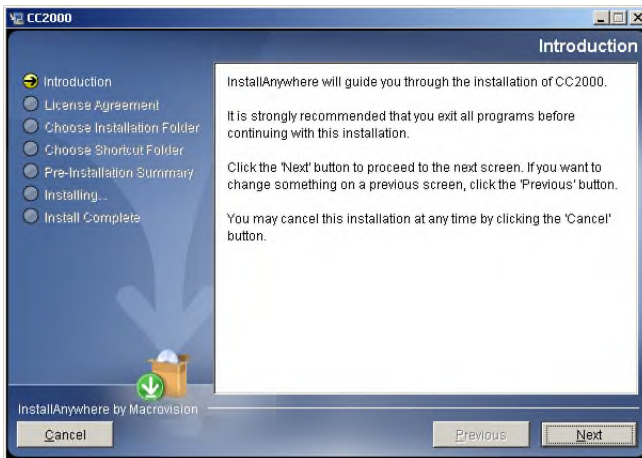 CC2000
Introduction
Introduction
License Agreement
Choose Installation Folder
Choose Shortcut Folder
Pre-Installation Summary
Installing...
Install Complete
InstallAnywhere will guide you through the installation of CC2000.
It is strongly recommended that you exit all programs before
continuing with this installation.
Click the 'Next' button to proceed to the next screen. If you want to
change something on a previous screen, click the 'Previous' button.
You may cancel this installation at any time by clicking the 'Cancel'
button.
InstallAnywhere by Macrovision
Cancel
Previous
Next